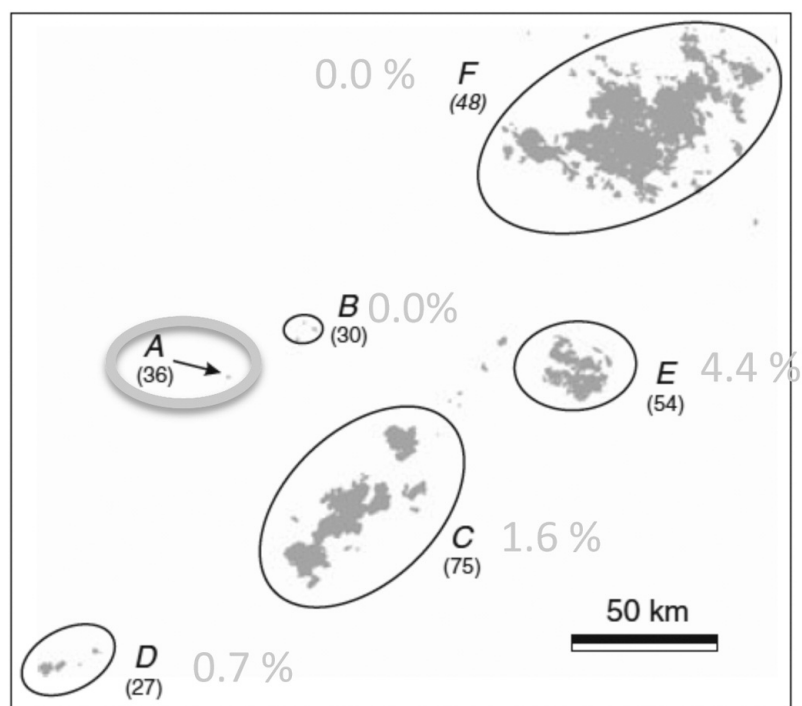 0.0 %
F
(48)
B
0.0%
(30)
A
(36)
E
4.4 %
(54)
C
1.6 %
(75)
50 km
D
0.7 %
(27)